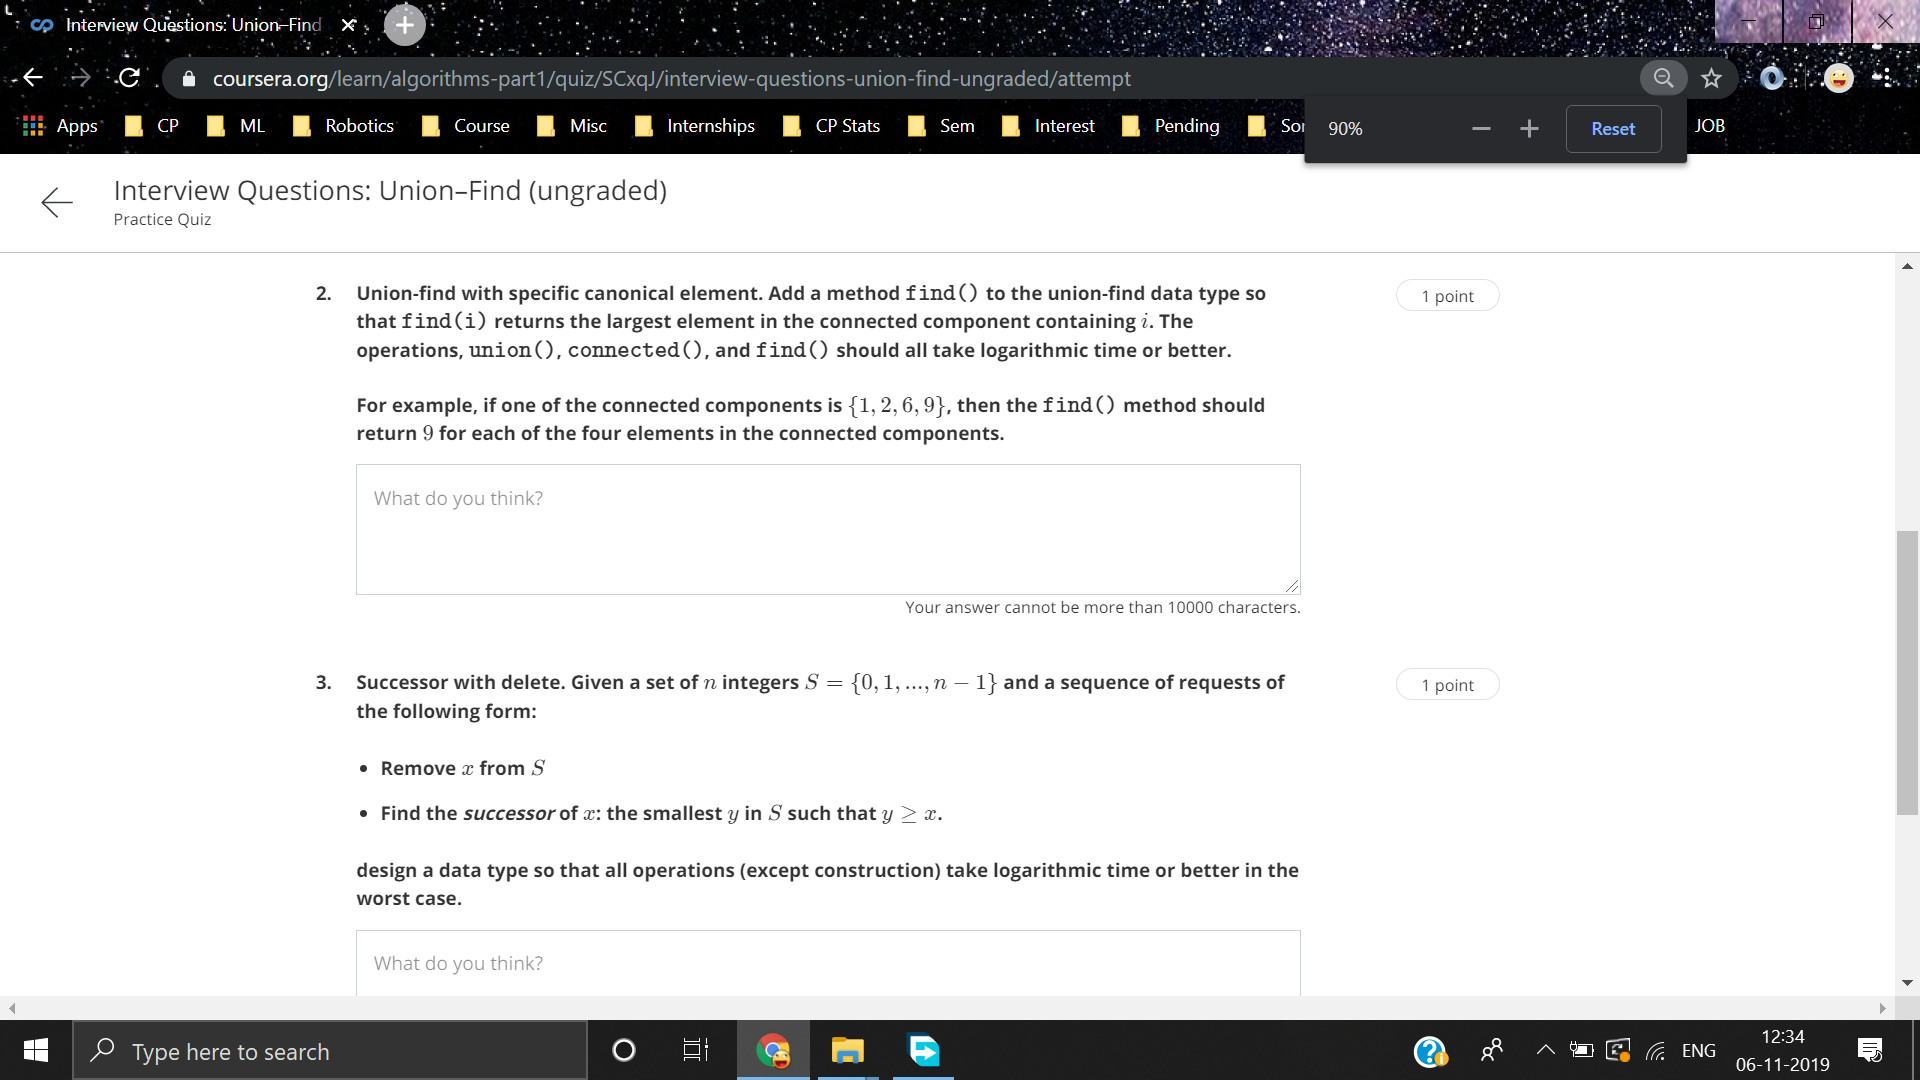 Interview Questions: Union–Find
coursera.org/learn/algorithms-part1/quiz/SCxqJ/interview-questions-union-find-ungraded/attempt
Apps CP ML Robotics Course Misc Internships CP Stats Sem Interest Pending Sor 90% Reset JOB
Interview Questions: Union–Find (ungraded)
Practice Quiz
2. Union-find with specific canonical element. Add a method find() to the union-find data type so 1 point
that find(i) returns the largest element in the connected component containing i. The
operations, union(), connected(), and find() should all take logarithmic time or better.
For example, if one of the connected components is {1, 2, 6, 9}, then the find() method should
return 9 for each of the four elements in the connected components.
What do you think?
Your answer cannot be more than 10000 characters.
3. Successor with delete. Given a set of n integers S = {0, 1, ..., n − 1} and a sequence of requests of 1 point
the following form:
• Remove x from S
• Find the successor of x: the smallest y in S such that y ≥ x.
design a data type so that all operations (except construction) take logarithmic time or better in the
worst case.
What do you think?
Type here to search
ENG
12:34
06-11-2019